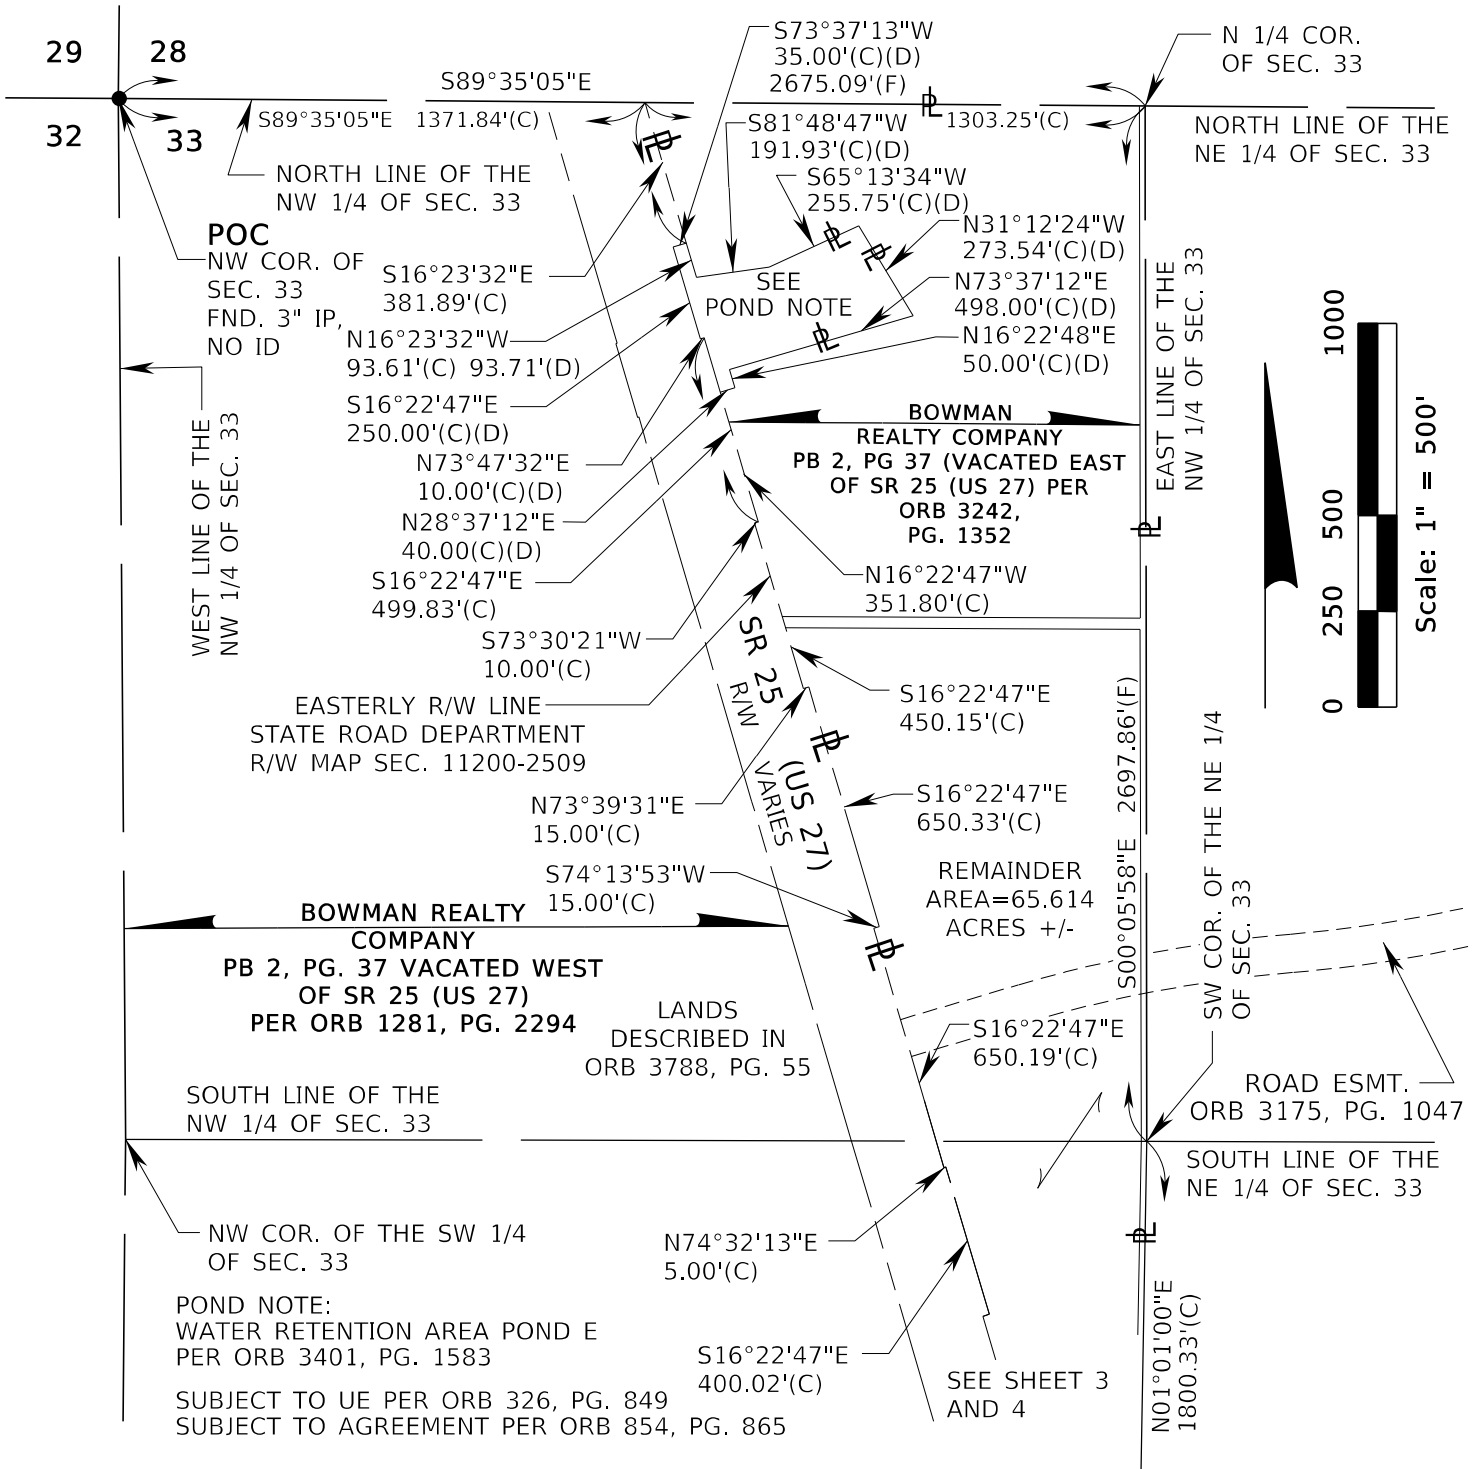 29
28
32
33
S89°35'05"E
S89°35'05"E 1371.84'(C)
S73°37'13"W
35.00'(C)(D)
2675.09'(F)
1303.25'(C)
N 1/4 COR.
OF SEC. 33
NORTH LINE OF THE
NE 1/4 OF SEC. 33
NORTH LINE OF THE
NW 1/4 OF SEC. 33
S81°48'47"W
191.93'(C)(D)
S65°13'34"W
255.75'(C)(D)
N31°12'24"W
273.54'(C)(D)
N73°37'12"E
498.00'(C)(D)
N16°22'48"E
50.00'(C)(D)
SEE
POND NOTE
POC
NW COR. OF
SEC. 33
FND. 3" IP,
NO ID
S16°23'32"E
381.89'(C)
N16°23'32"W
93.61'(C) 93.71'(D)
S16°22'47"E
250.00'(C)(D)
N73°47'32"E
10.00'(C)(D)
N28°37'12"E
40.00(C)(D)
S16°22'47"E
499.83'(C)
S73°30'21"W
10.00'(C)
WEST LINE OF THE
NW 1/4 OF SEC. 33
EAST LINE OF THE
NW 1/4 OF SEC. 33
BOWMAN
REALTY COMPANY
PB 2, PG 37 (VACATED EAST
OF SR 25 (US 27) PER
ORB 3242,
PG. 1352
N16°22'47"W
351.80'(C)
0
250
500
1000
Scale: 1" = 500'
EASTERLY R/W LINE
STATE ROAD DEPARTMENT
R/W MAP SEC. 11200-2509
SR 25
(US 27)
R/W
VARIES
S16°22'47"E
450.15'(C)
N73°39'31"E
15.00'(C)
S16°22'47"E
650.33'(C)
S74°13'53"W
15.00'(C)
REMAINDER
AREA=65.614
ACRES +/-
S00°05'58"E 2697.86'(F)
SW COR. OF THE NE 1/4
OF SEC. 33
BOWMAN REALTY
COMPANY
PB 2, PG. 37 VACATED WEST
OF SR 25 (US 27)
PER ORB 1281, PG. 2294
LANDS
DESCRIBED IN
ORB 3788, PG. 55
S16°22'47"E
650.19'(C)
ROAD ESMT.
ORB 3175, PG. 1047
SOUTH LINE OF THE
NW 1/4 OF SEC. 33
SOUTH LINE OF THE
NE 1/4 OF SEC. 33
NW COR. OF THE SW 1/4
OF SEC. 33
N74°32'13"E
5.00'(C)
S16°22'47"E
400.02'(C)
SEE SHEET 3
AND 4
N01°01'00"E
1800.33'(C)
POND NOTE:
WATER RETENTION AREA POND E
PER ORB 3401, PG. 1583
SUBJECT TO UE PER ORB 326, PG. 849
SUBJECT TO AGREEMENT PER ORB 854, PG. 865